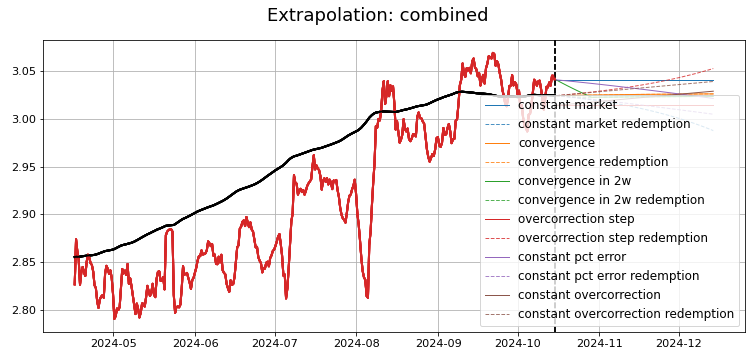 Extrapolation: combined
3.05
3.00
2.95
2.90
2.85
2.80
constant market
constant market redemption
convergence
convergence redemption
convergence in 2w
convergence in 2w redemption
overcorrection step
overcorrection step redemption
constant pct error
constant pct error redemption
constant overcorrection
constant overcorrection redemption
2024-05 2024-06 2024-07 2024-08 2024-09 2024-10 2024-11 2024-12